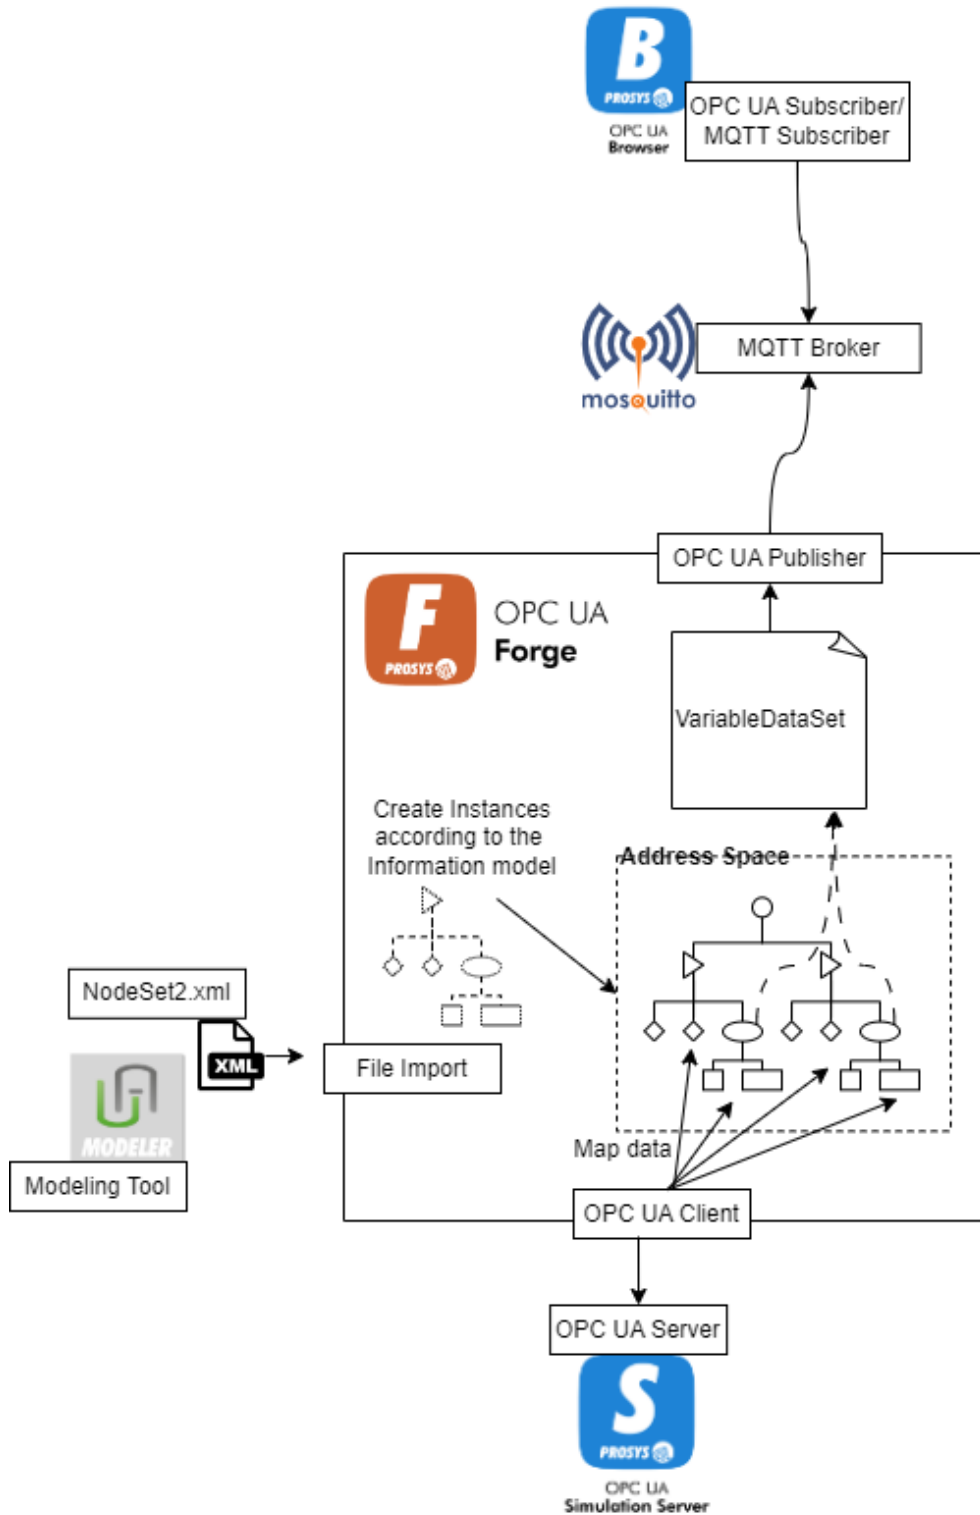 B
PROSYS
OPC UA
Browser
OPC UA Subscriber/
MQTT Subscriber
mosquitto
MQTT Broker
OPC UA Publisher
F
PROSYS
OPC UA
Forge
VariableDataSet
Create Instances
according to the
Information model
Address Space
NodeSet2.xml
XML
File Import
UA
MODELER
Modeling Tool
Map data
OPC UA Client
OPC UA Server
S
PROSYS
OPC UA
Simulation Server